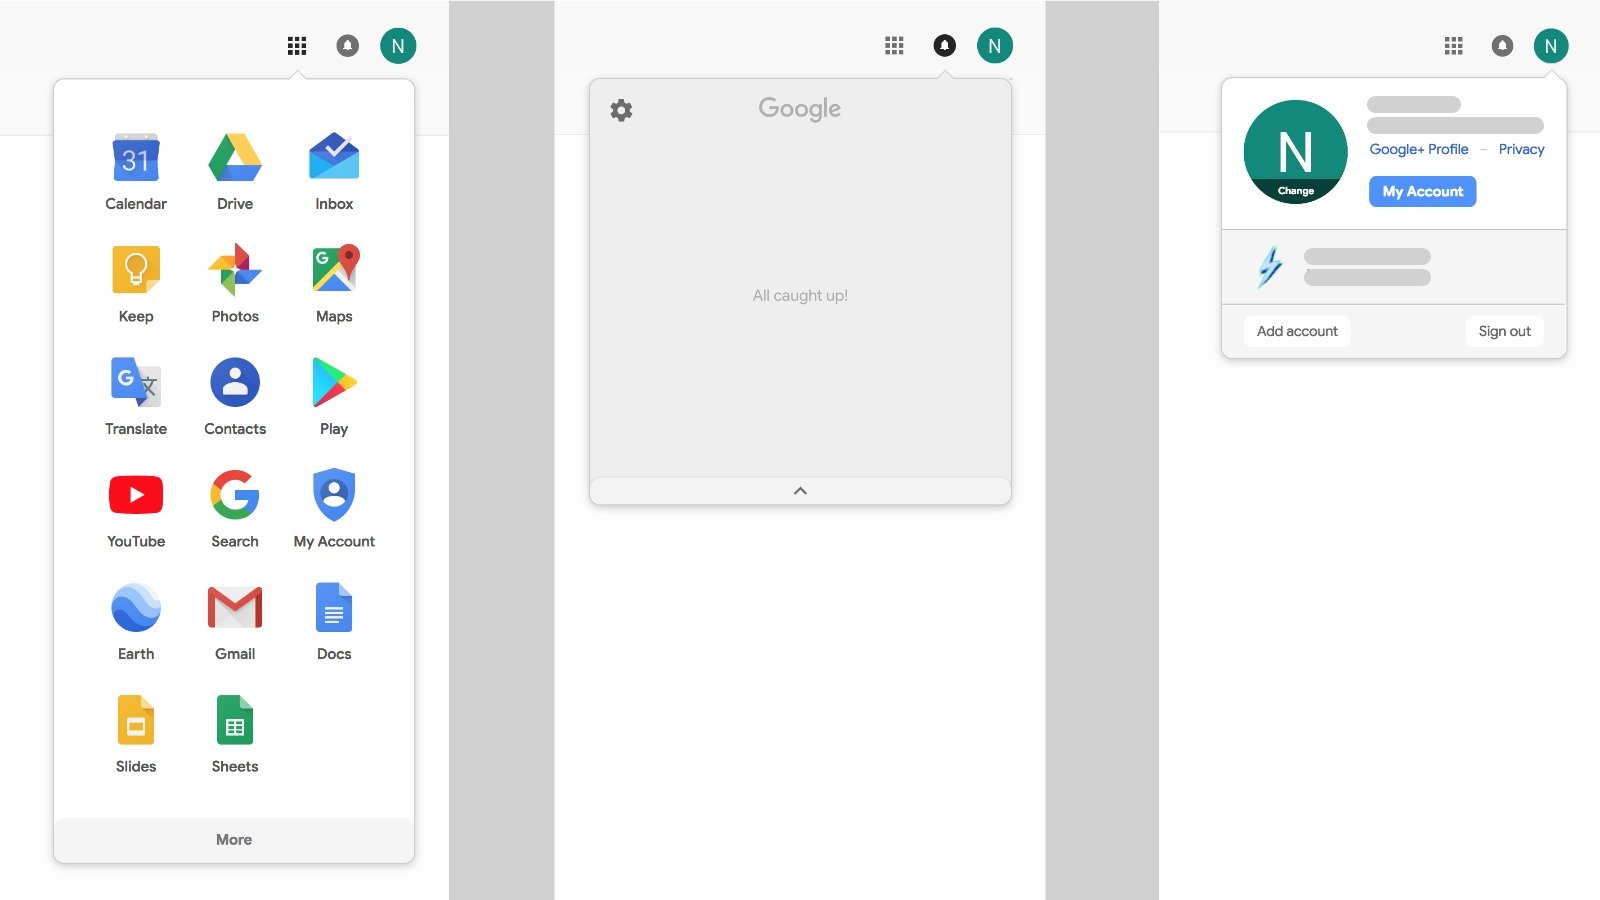 N
31
Calendar
Drive
Inbox
G
Keep
Photos
Maps
G
Translate
Contacts
Play
YouTube
Search
My Account
Earth
Gmail
Docs
Slides
Sheets
More
N
Google
All caught up!
N
N
Change
Google+ Profile – Privacy
My Account
Add account
Sign out